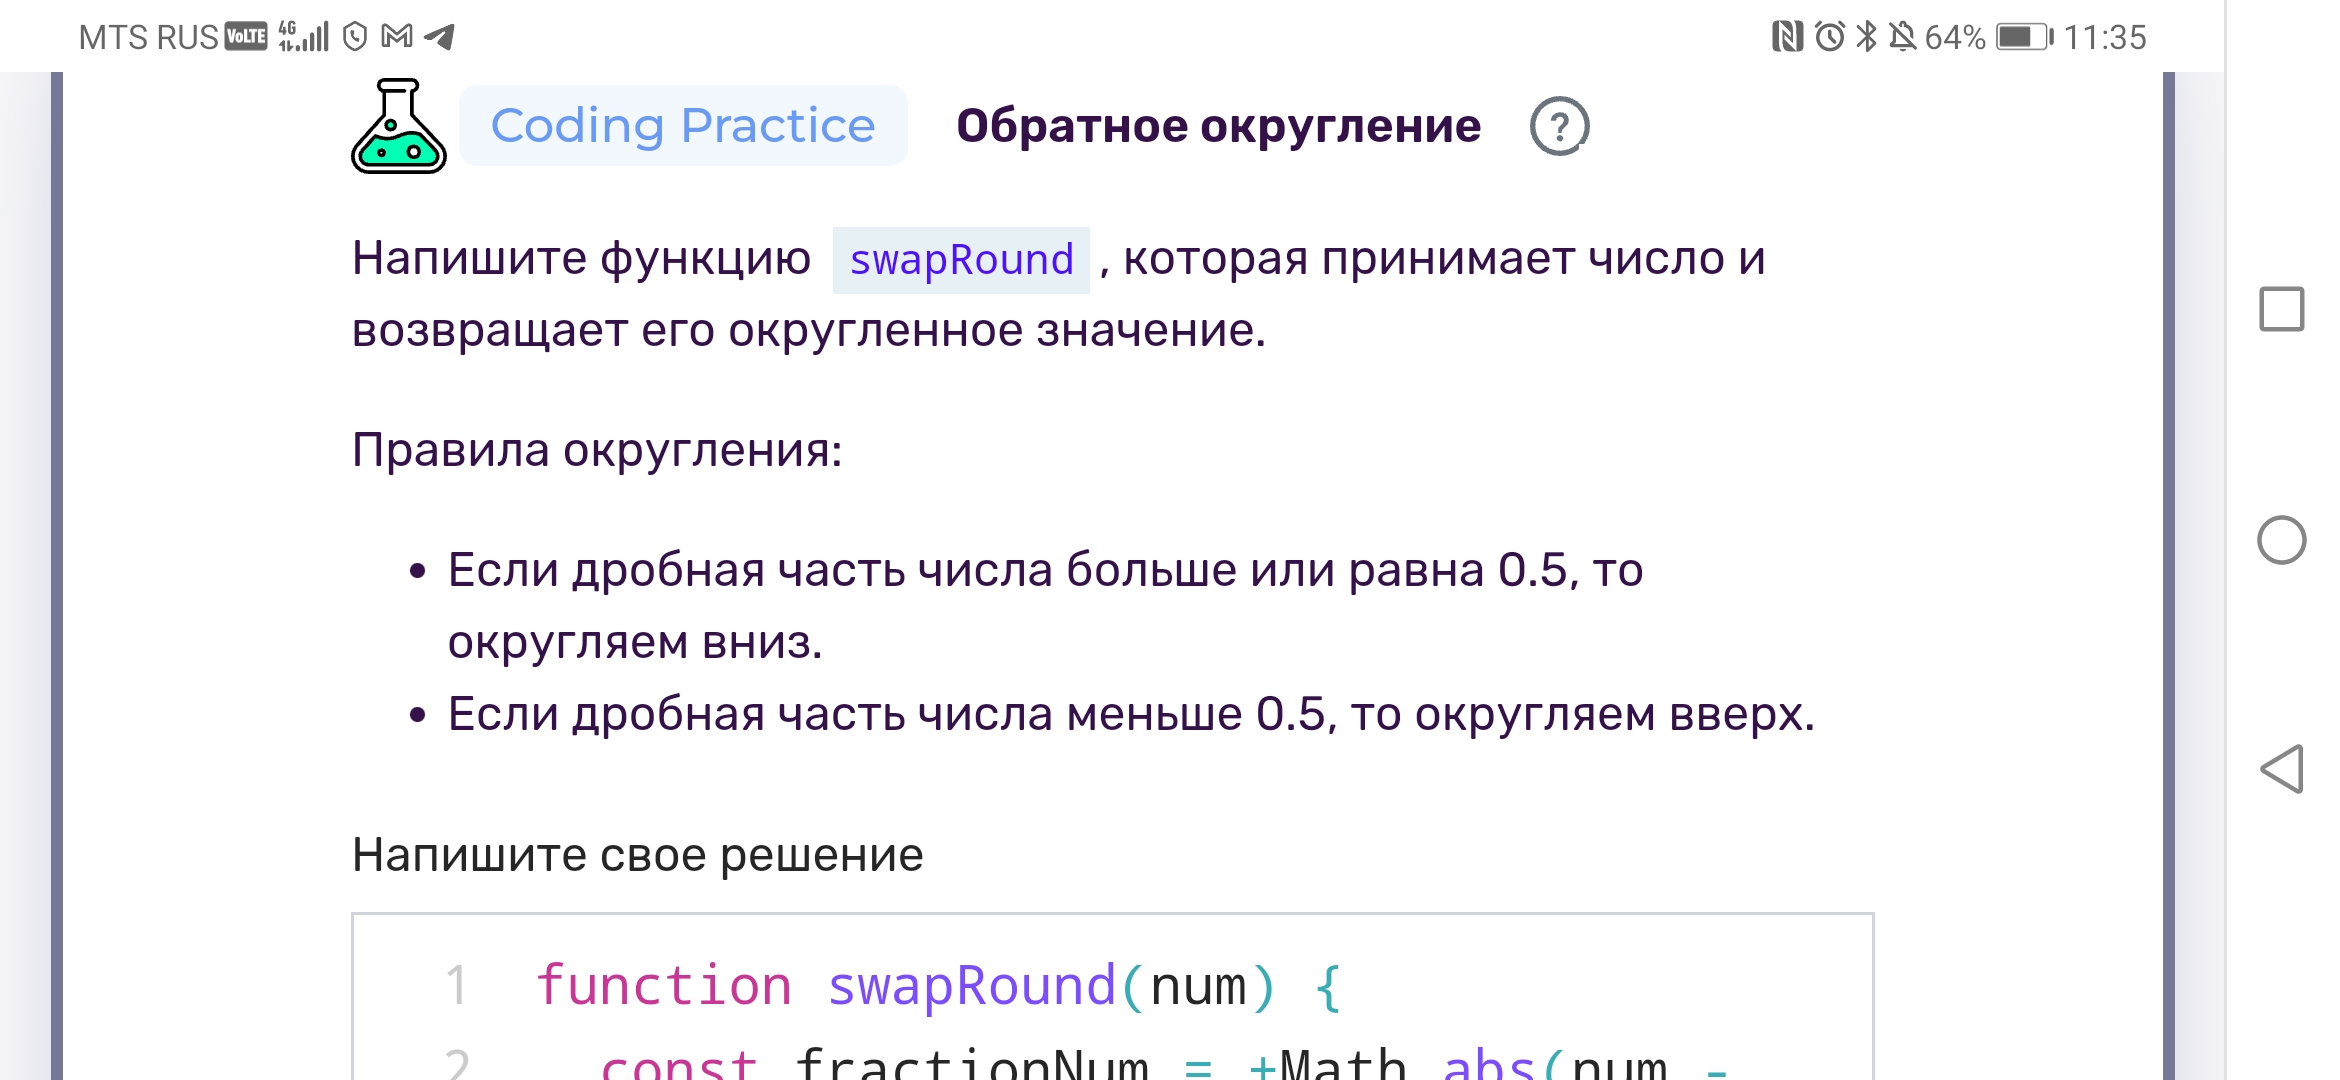 MTS RUS VoLTE 4G 64% 11:35
Coding Practice Обратное округление ?
Напишите функцию swapRound , которая принимает число и
возвращает его округленное значение.
Правила округления:
• Если дробная часть числа больше или равна 0.5, то
округляем вниз.
• Если дробная часть числа меньше 0.5, то округляем вверх.
Напишите свое решение
1 function swapRound(num) {
2 const fractionNum = +Math.abs(num -